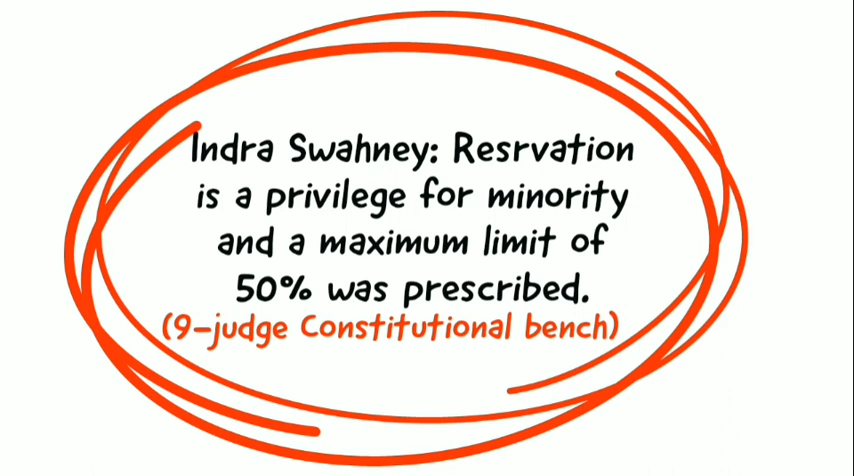 Indra Swahney: Resrvation
is a privilege for minority
and a maximum limit of
50% was prescribed.
(9-judge Constitutional bench)